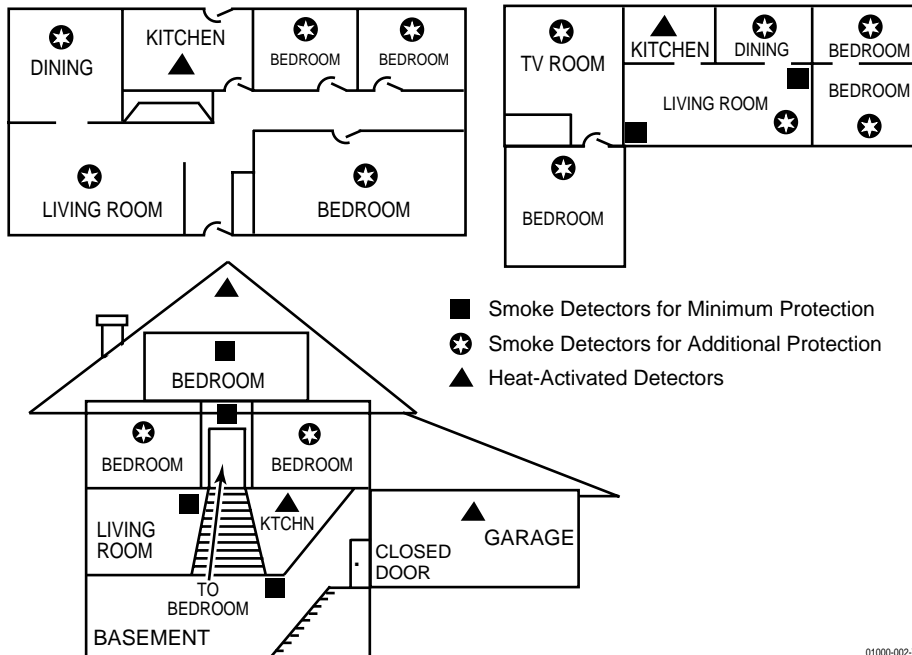 DINING
KITCHEN
BEDROOM
BEDROOM
LIVING ROOM
BEDROOM
TV ROOM
KITCHEN
DINING
BEDROOM
LIVING ROOM
BEDROOM
BEDROOM
Smoke Detectors for Minimum Protection
Smoke Detectors for Additional Protection
Heat-Activated Detectors
BEDROOM
BEDROOM
BEDROOM
LIVING
ROOM
KTCHN
TO
BEDROOM
BASEMENT
CLOSED
DOOR
GARAGE